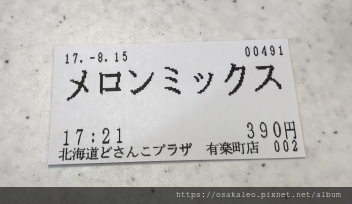 17.-8.15 00491
メロンミックス
17:21 390円
北海道どさんこプラザ 有楽町店 002
https://osakaleo.pixnet.net/album